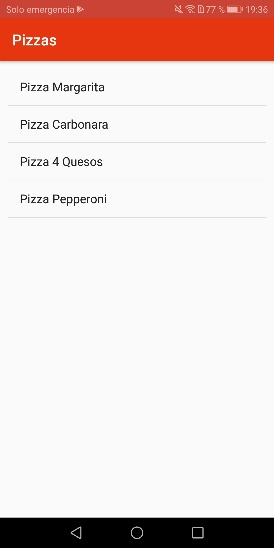 Solo emergencia 77 % 19:36
Pizzas
Pizza Margarita
Pizza Carbonara
Pizza 4 Quesos
Pizza Pepperoni